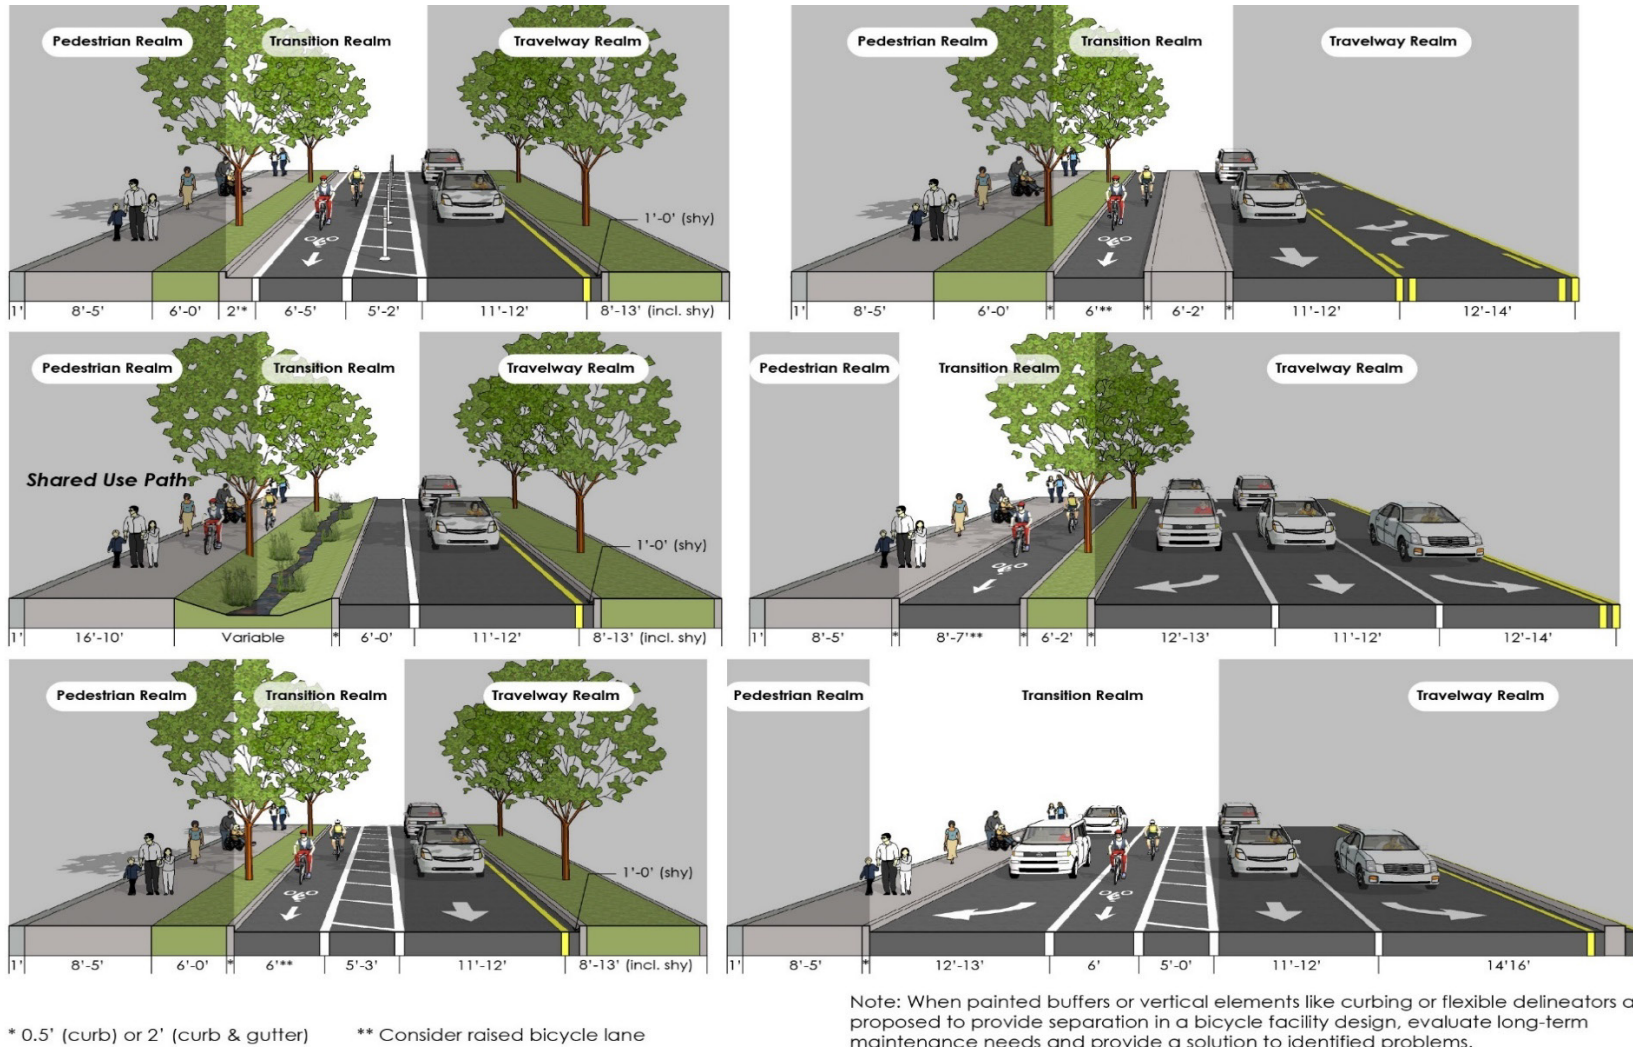 Pedestrian Realm Transition Realm Travelway Realm
1'-0' (shy)
1' 8'-5' 6'-0' 2'* 6'-5' 5'-2' 11'-12' 8'-13' (incl. shy)
Pedestrian Realm Transition Realm Travelway Realm
1' 8'-5' 6'-0' * 6'** * 6'-2' * 11'-12' 12'-14'
Pedestrian Realm Transition Realm Travelway Realm
Shared Use Path
1'-0' (shy)
1' 16'-10' Variable * 6'-0' 11'-12' 8'-13' (incl. shy)
Pedestrian Realm Transition Realm Travelway Realm
1' 8'-5' * 8'-7'** * 6'-2' * 12'-13' 11'-12' 12'-14'
Pedestrian Realm Transition Realm Travelway Realm
1'-0' (shy)
1' 8'-5' 6'-0' * 6'** 5'-3' 11'-12' 8'-13' (incl. shy)
Pedestrian Realm Transition Realm Travelway Realm
1' 8'-5' * 12'-13' 6' 5'-0' 11'-12' 14'16'
* 0.5' (curb) or 2' (curb & gutter) ** Consider raised bicycle lane
Note: When painted buffers or vertical elements like curbing or flexible delineators a
proposed to provide separation in a bicycle facility design, evaluate long-term
maintenance needs and provide a solution to identified problems.